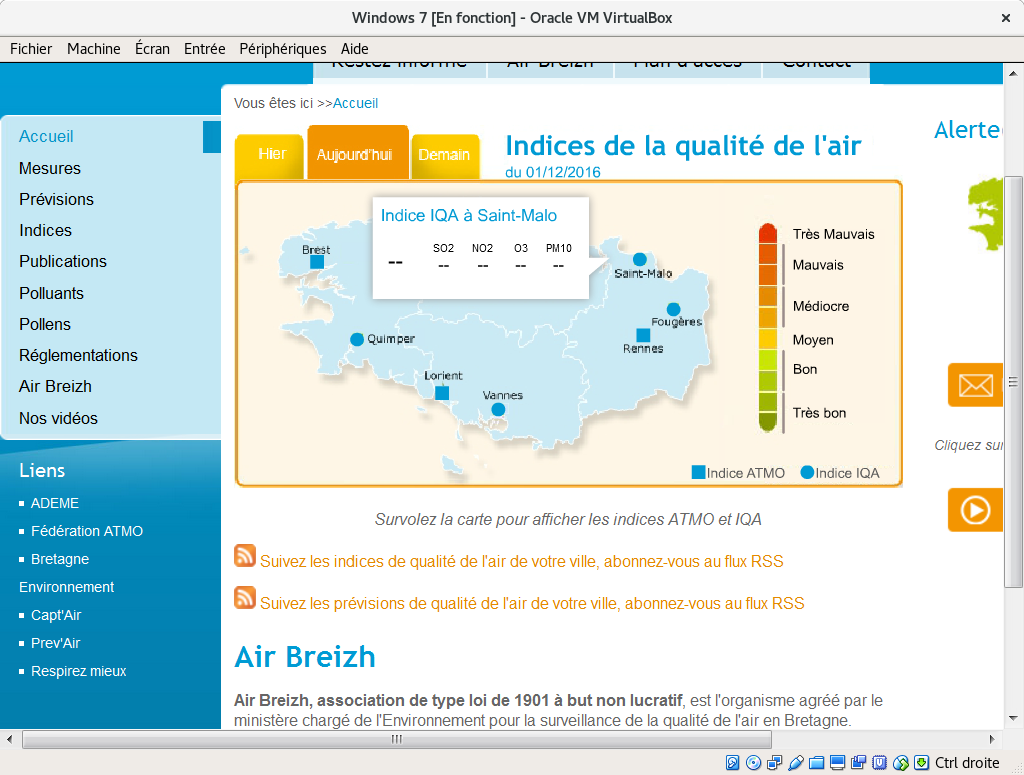 Windows 7 [En fonction] - Oracle VM VirtualBox
Fichier Machine Écran Entrée Périphériques Aide
Restez informé Air Breizh Plan d'accès Contact
Vous êtes ici >>Accueil
Accueil
Mesures
Prévisions
Indices
Publications
Polluants
Pollens
Réglementations
Air Breizh
Nos vidéos
Liens
ADEME
Fédération ATMO
Bretagne
Environnement
Capt'Air
Prev'Air
Respirez mieux
Hier
Aujourd'hui
Demain
Indices de la qualité de l'air
du 01/12/2016
Indice IQA à Saint-Malo
SO2 NO2 O3 PM10
-- -- -- -- --
Brest
Saint-Malo
Fougères
Rennes
Quimper
Lorient
Vannes
Très Mauvais
Mauvais
Médiocre
Moyen
Bon
Très bon
Indice ATMO Indice IQA
Survolez la carte pour afficher les indices ATMO et IQA
Suivez les indices de qualité de l'air de votre ville, abonnez-vous au flux RSS
Suivez les prévisions de qualité de l'air de votre ville, abonnez-vous au flux RSS
Air Breizh
Air Breizh, association de type loi de 1901 à but non lucratif, est l'organisme agréé par le
ministère chargé de l'Environnement pour la surveillance de la qualité de l'air en Bretagne.
Alerte
Cliquez sur
Ctrl droite